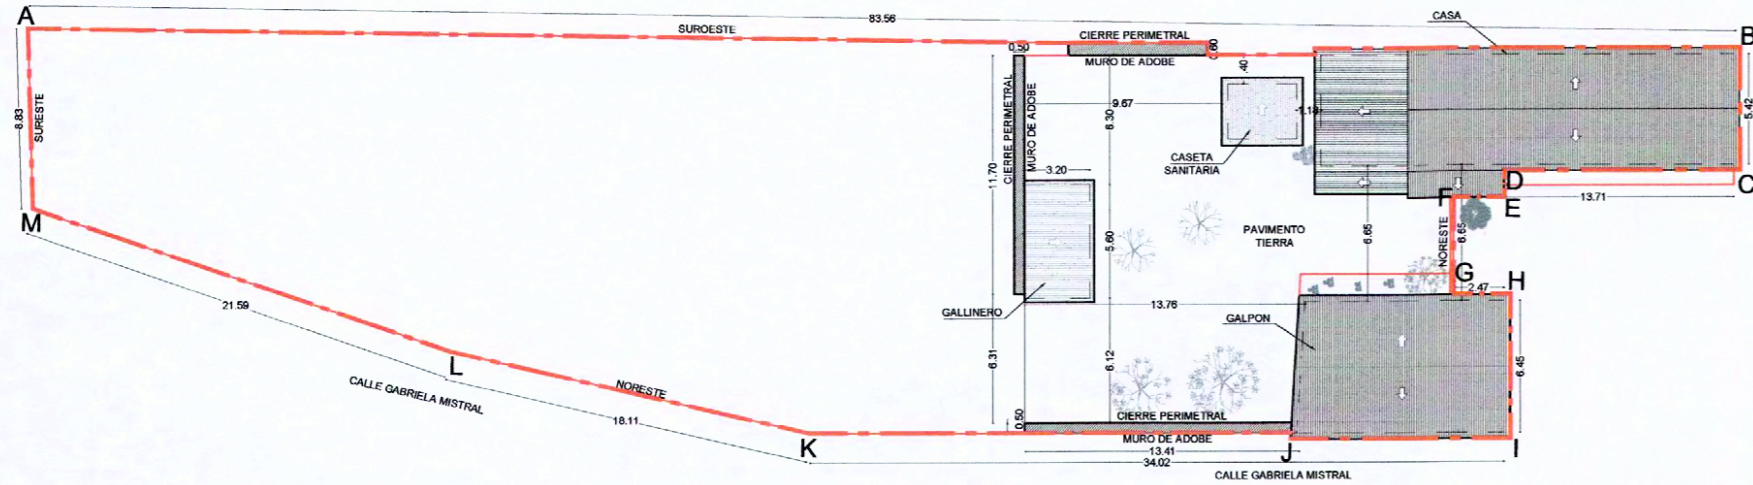 A
83.56
SUROESTE
CASA
B
CIERRE PERIMETRAL
0.50
0.60
MURO DE ADOBE
.40
8.83
SURESTE
CIERRE PERIMETRAL
MURO DE ADOBE
9.67
6.30
1.18
5.42
11.70
CASETA
SANITARIA
3.20
D
C
13.71
F
E
M
5.60
PAVIMENTO
TIERRA
6.65
NORESTE
6.65
G
H
2.47
21.59
13.76
GALLINERO
GALPON
L
6.31
6.12
6.45
CALLE GABRIELA MISTRAL
NORESTE
18.11
0.50
CIERRE PERIMETRAL
K
MURO DE ADOBE
J
I
13.41
34.02
CALLE GABRIELA MISTRAL